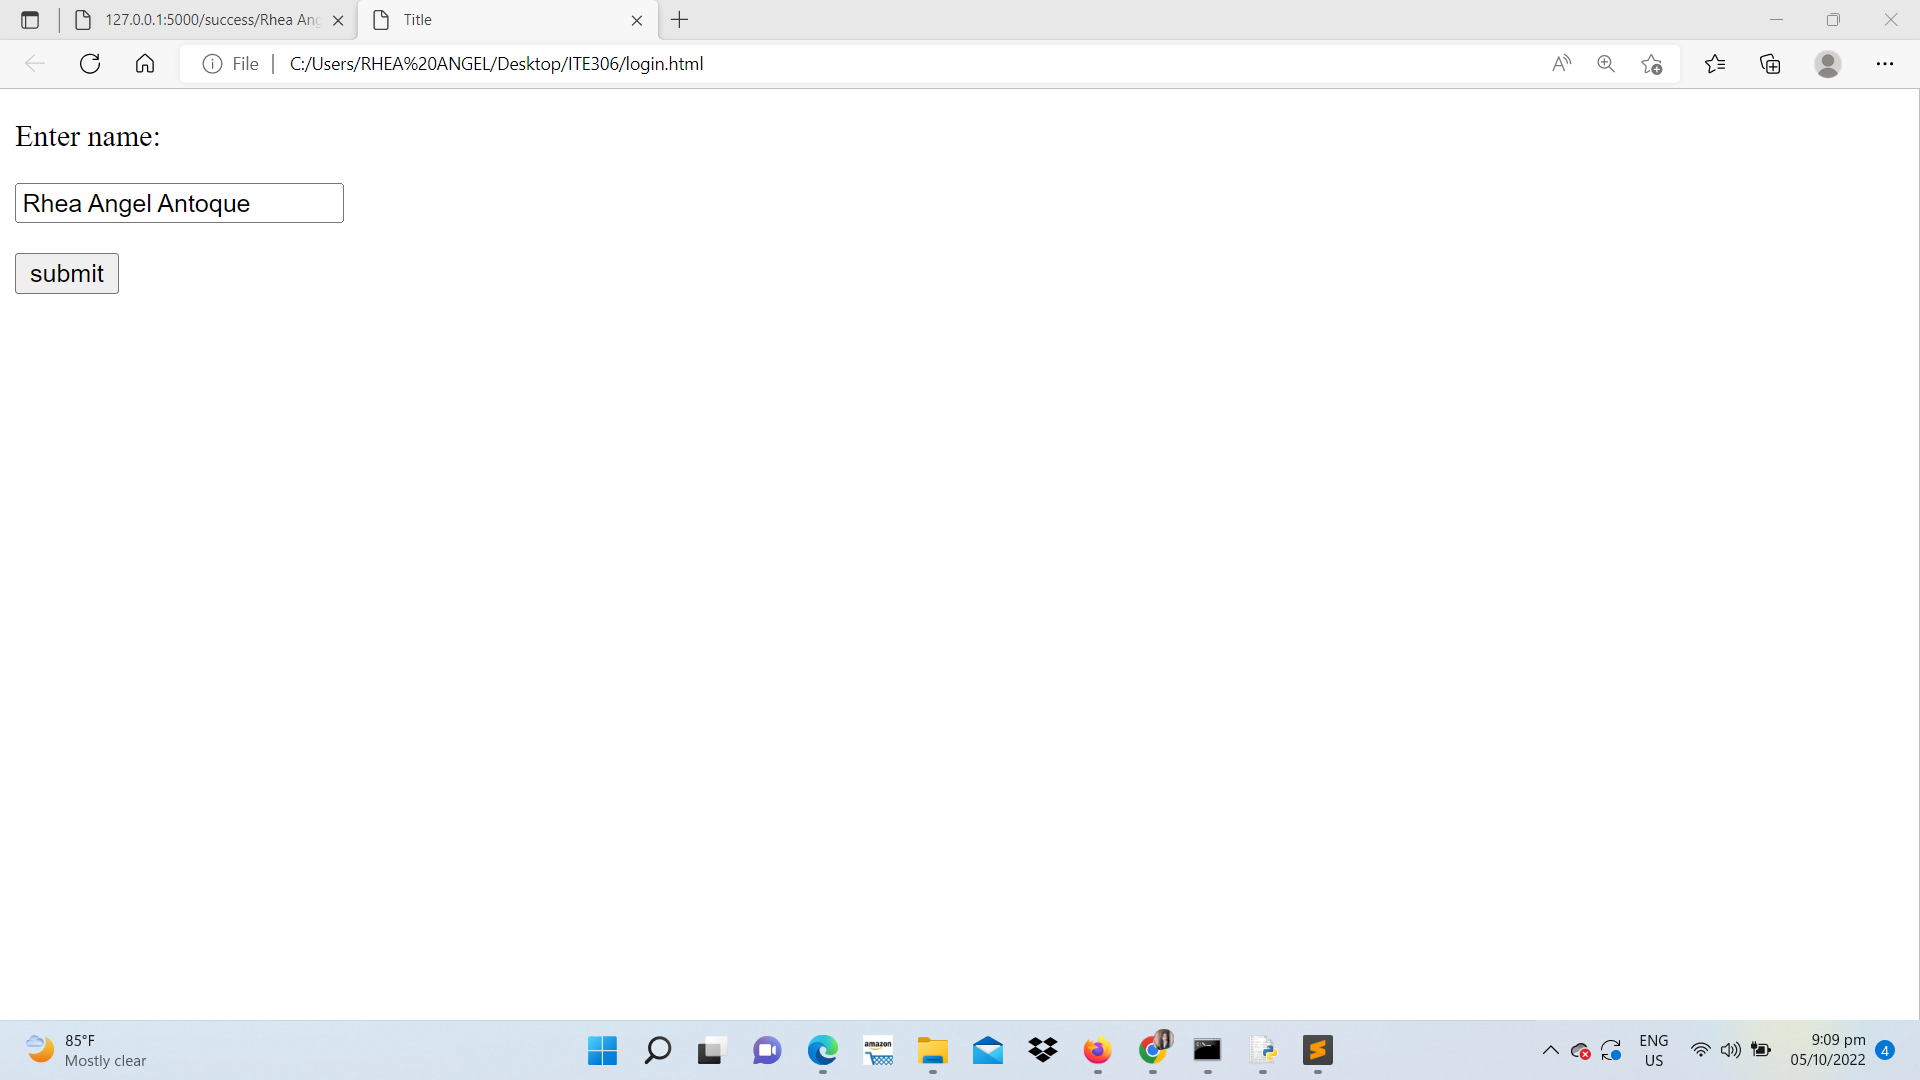 127.0.0.1:5000/success/Rhea An
Title
File
C:/Users/RHEA%20ANGEL/Desktop/ITE306/login.html
Enter name:
Rhea Angel Antoque
submit
85°F
Mostly clear
amazon
ENG
US
9:09 pm
05/10/2022
4